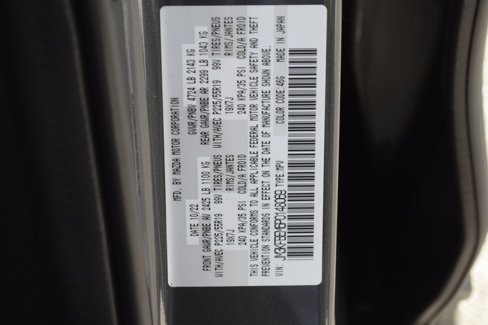 MFD. BY MAZDA MOTOR CORPORATION
DATE 10/22 GVWR/PNBV 4724 LB 2143 KG
FRONT GAWR/PNBE AV 2425 LB 1100 KG REAR GAWR/PNBE AR 2299 LB 1043 KG
WITH/AVEC P225/55R19 99V TIRES/PNEUS WITH/AVEC P225/55R19 99V TIRES/PNEUS
19X7J RIMS/JANTES 19X7J RIMS/JANTES
240 KPA/35 PSI COLD/A FROID 240 KPA/35 PSI COLD/A FROID
THIS VEHICLE CONFORMS TO ALL APPLICABLE FEDERAL MOTOR VEHICLE SAFETY AND THEFT
PREVENTION STANDARDS IN EFFECT ON THE DATE OF MANUFACTURE SHOWN ABOVE.
VIN: TYPE:MPV COLOR CODE:46G MADE IN JAPAN